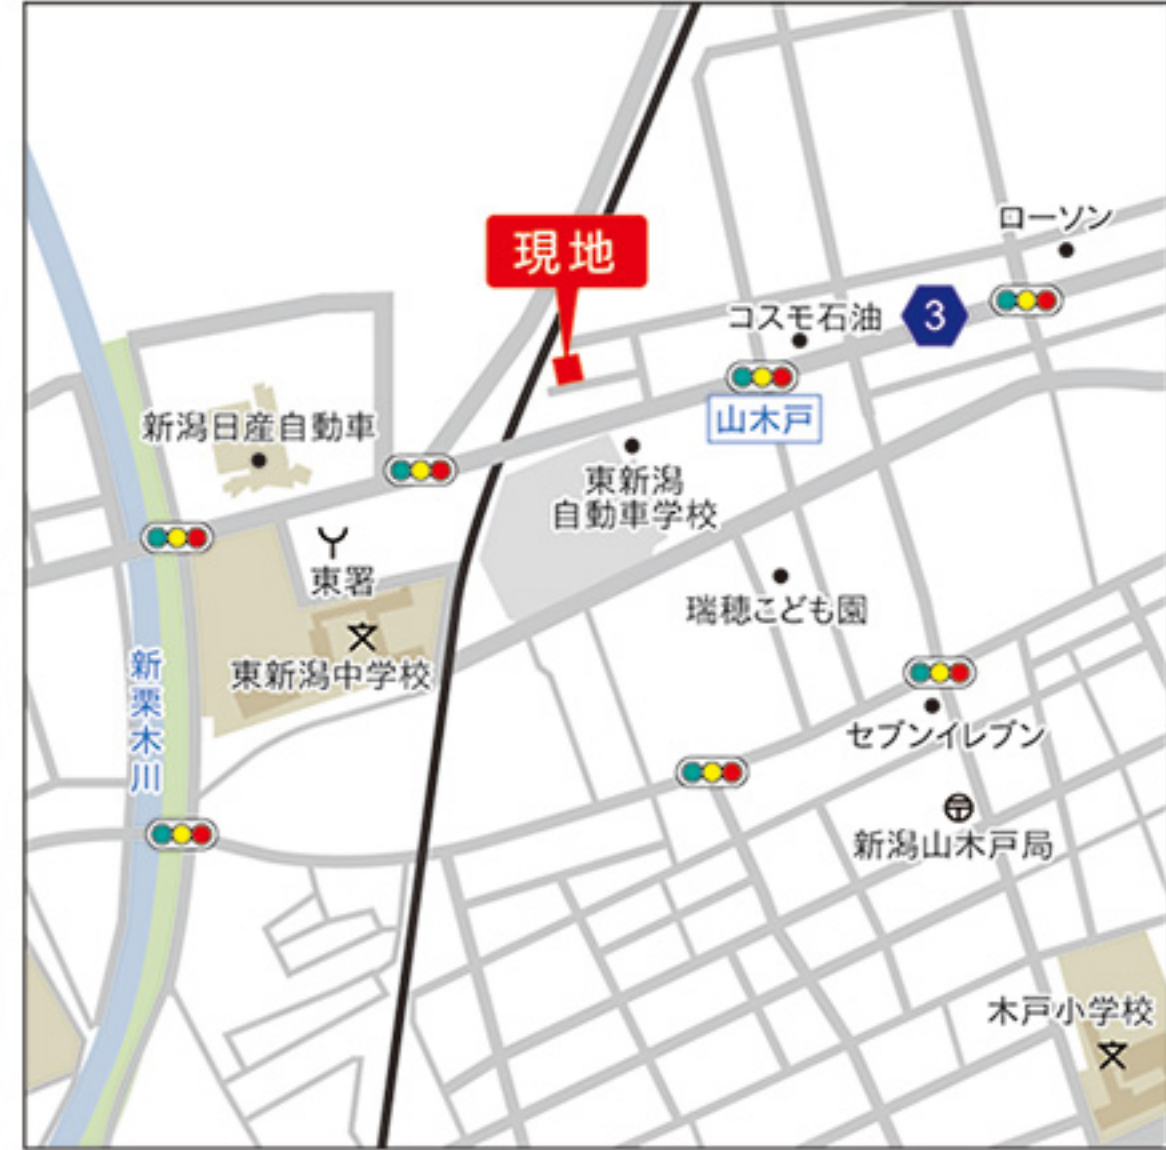 ローソン
現地
コスモ石油
3
山木戸
新潟日産自動車
東新潟
自動車学校
東署
瑞穂こども園
東新潟中学校
新栗木川
セブンイレブン
新潟山木戸局
木戸小学校